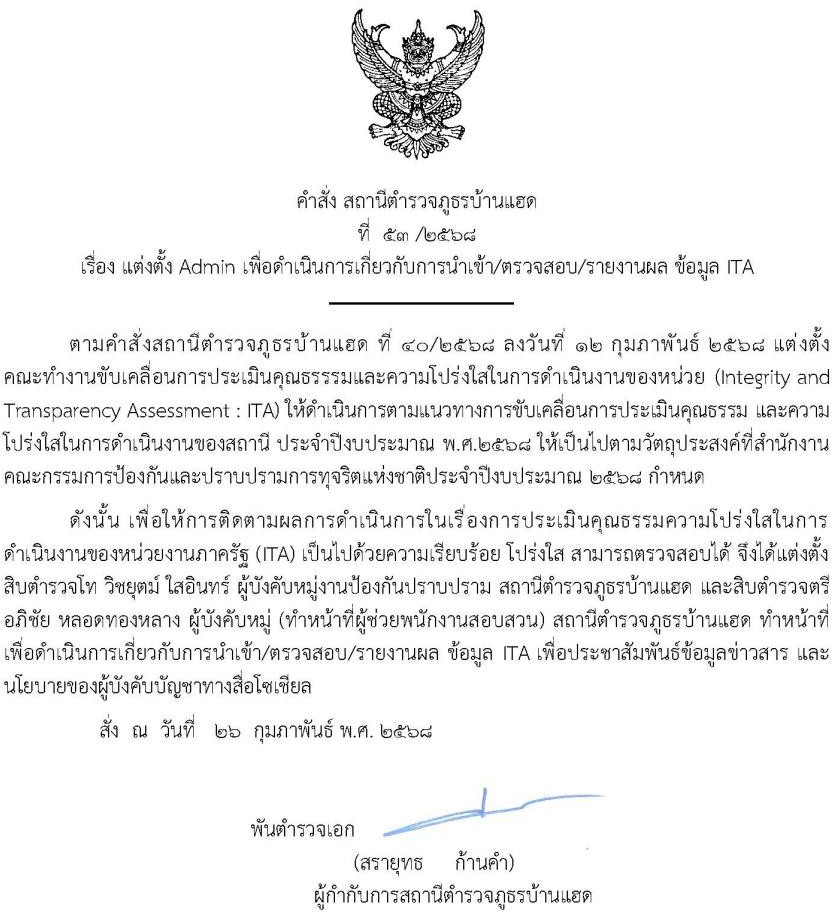 คำสั่ง สถานีตำรวจภูธรบ้านแฮด
ที่ ๕๓ /๒๕๖๘
เรื่อง แต่งตั้ง Admin เพื่อดำเนินการเกี่ยวกับการนำเข้า/ตรวจสอบ/รายงานผล ข้อมูล ITA
ตามคำสั่งสถานีตำรวจภูธรบ้านแฮด ที่ ๔๐/๒๕๖๘ ลงวันที่ ๑๒ กุมภาพันธ์ ๒๕๖๘ แต่งตั้ง
คณะทำงานขับเคลื่อนการประเมินคุณธรรรมและความโปร่งใสในการดำเนินงานของหน่วย (Integrity and
Transparency Assessment : ITA) ให้ดำเนินการตามแนวทางการขับเคลื่อนการประเมินคุณธรรม และความ
โปร่งใสในการดำเนินงานของสถานี ประจำปีงบประมาณ พ.ศ.๒๕๖๘ ให้เป็นไปตามวัตถุประสงค์ที่สำนักงาน
คณะกรรมการป้องกันและปราบปรามการทุจริตแห่งชาติประจำปีงบประมาณ ๒๕๖๘ กำหนด
ดังนั้น เพื่อให้การติดตามผลการดำเนินการในเรื่องการประเมินคุณธรรมความโปร่งใสในการ
ดำเนินงานของหน่วยงานภาครัฐ (ITA) เป็นไปด้วยความเรียบร้อย โปร่งใส สามารถตรวจสอบได้ จึงได้แต่งตั้ง
สิบตำรวจโท วิชยุตม์ ใสอินทร์ ผู้บังคับหมู่งานป้องกันปราบปราม สถานีตำรวจภูธรบ้านแฮด และสิบตำรวจตรี
อภิชัย หลอดทองหลาง ผู้บังคับหมู่ (ทำหน้าที่ผู้ช่วยพนักงานสอบสวน) สถานีตำรวจภูธรบ้านแฮด ทำหน้าที่
เพื่อดำเนินการเกี่ยวกับการนำเข้า/ตรวจสอบ/รายงานผล ข้อมูล ITA เพื่อประชาสัมพันธ์ข้อมูลข่าวสาร และ
นโยบายของผู้บังคับบัญชาทางสื่อโซเชียล
สั่ง ณ วันที่ ๒๖ กุมภาพันธ์ พ.ศ. ๒๕๖๘
พันตำรวจเอก
(สรายุทธ ก้านคำ)
ผู้กำกับการสถานีตำรวจภูธรบ้านแฮด